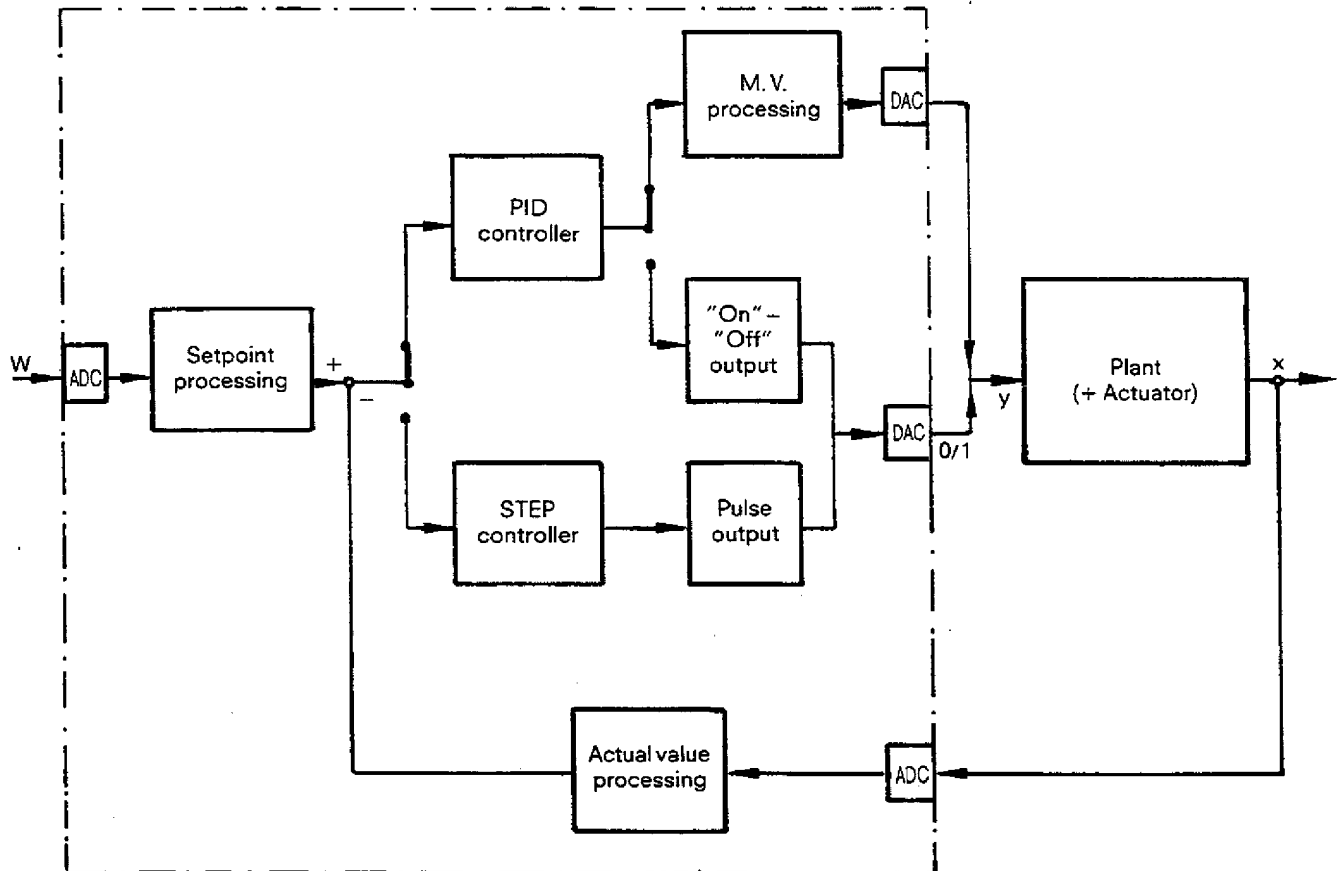 M. V.
processing
DAC
PID
controller
"On" –
"Off"
output
W
ADC
Setpoint
processing
+
–
Plant
(+ Actuator)
x
y
DAC
0/1
STEP
controller
Pulse
output
Actual value
processing
ADC